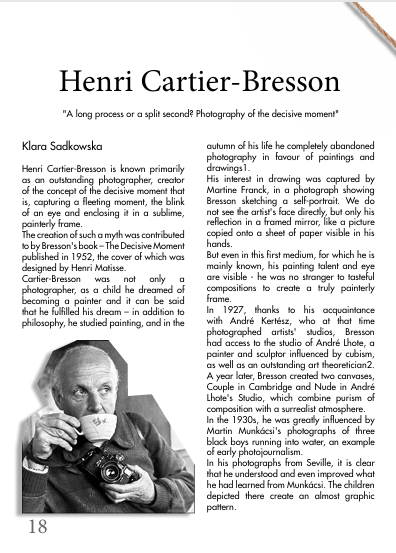 Henri Cartier-Bresson
"A long process or a split second? Photography of the decisive moment"
Klara Sadkowska
Henri Cartier-Bresson is known primarily
as an outstanding photographer, creator
of the concept of the decisive moment that
is, capturing a fleeting moment, the blink
of an eye and enclosing it in a sublime,
painterly frame.
The creation of such a myth was contributed
to by Bresson's book – The Decisive Moment
published in 1952, the cover of which was
designed by Henri Matisse.
Cartier-Bresson was not only a
photographer, as a child he dreamed of
becoming a painter and it can be said
that he fulfilled his dream – in addition to
philosophy, he studied painting, and in the
autumn of his life he completely abandoned
photography in favour of paintings and
drawings1.
His interest in drawing was captured by
Martine Franck, in a photograph showing
Bresson sketching a self-portrait. We do
not see the artist's face directly, but only his
reflection in a framed mirror, like a picture
copied onto a sheet of paper visible in his
hands.
But even in this first medium, for which he is
mainly known, his painting talent and eye
are visible - he was no stranger to tasteful
compositions to create a truly painterly
frame.
In 1927, thanks to his acquaintance
with André Kertész, who at that time
photographed artists' studios, Bresson
had access to the studio of André Lhote, a
painter and sculptor influenced by cubism,
as well as an outstanding art theoretician2.
A year later, Bresson created two canvases,
Couple in Cambridge and Nude in André
Lhote's Studio, which combine purism of
composition with a surrealist atmosphere.
In the 1930s, he was greatly influenced by
Martin Munkácsi's photographs of three
black boys running into water, an example
of early photojournalism.
In his photographs from Seville, it is clear
that he understood and even improved what
he had learned from Munkácsi. The children
depicted there create an almost graphic
pattern.
18